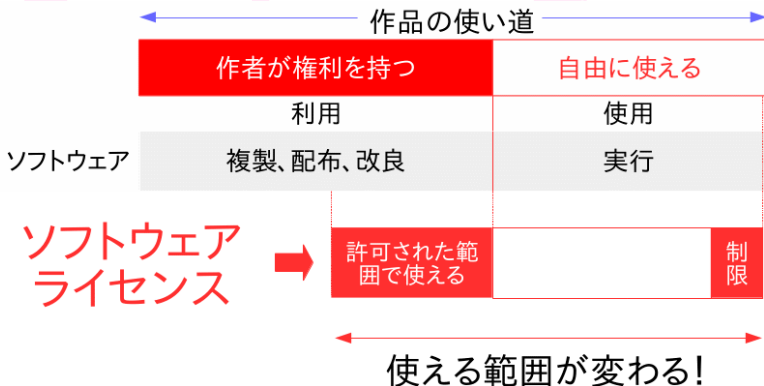 作品の使い道
作者が権利を持つ 自由に使える
利用 使用
ソフトウェア 複製、配布、改良 実行
ソフトウェア
ライセンス
許可された範
囲で使える
制
限
使える範囲が変わる!